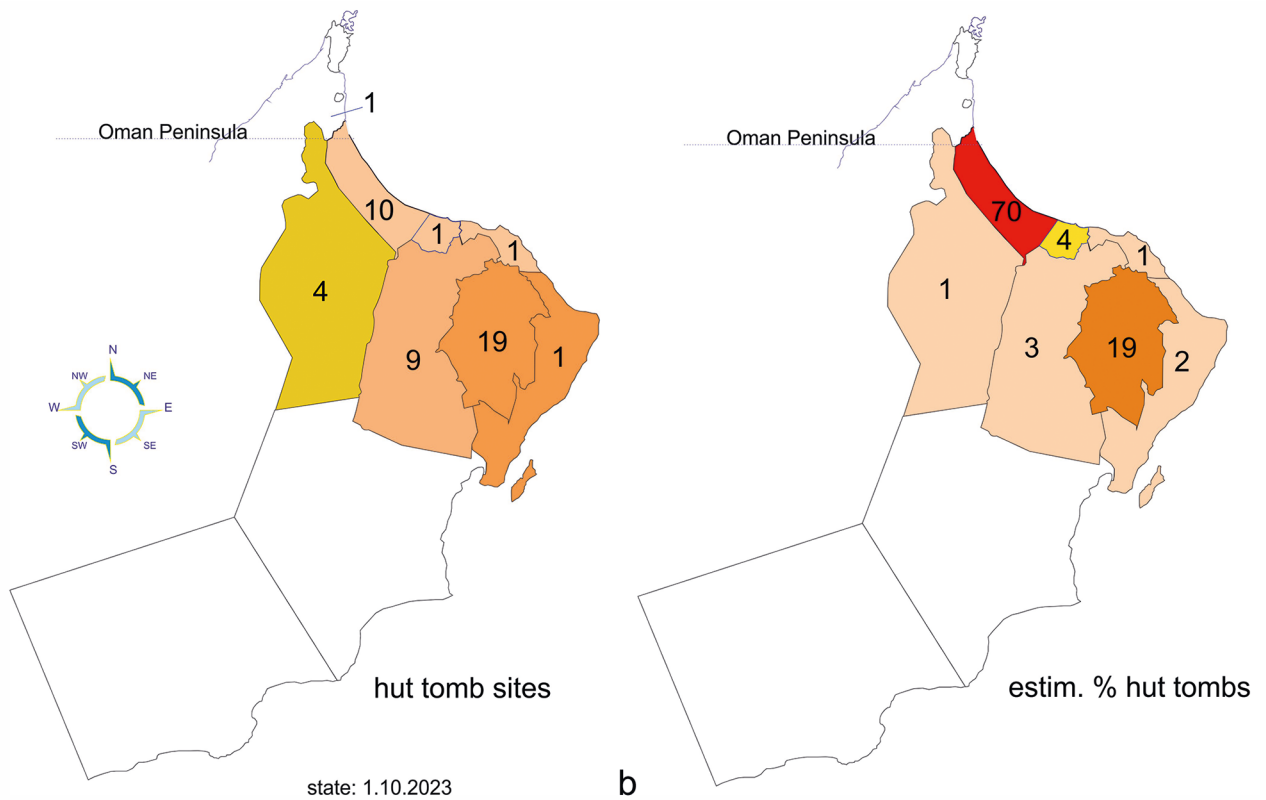 1
Oman Peninsula
10
1
1
4
9
19
1
N
NW
NE
W
E
SW
SE
S
hut tomb sites
state: 1.10.2023
b
Oman Peninsula
70
4
1
1
3
19
2
estim. % hut tombs